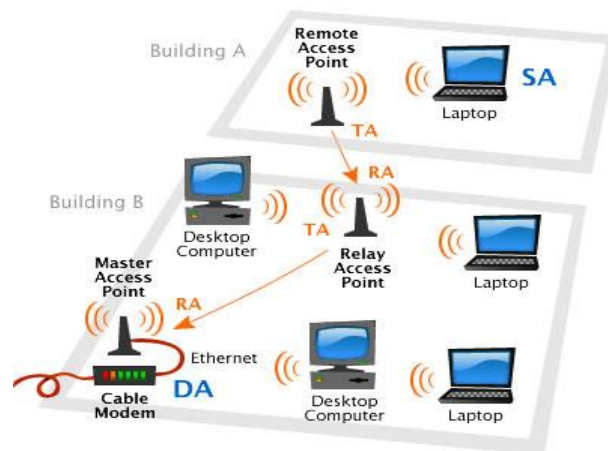 Building A
Remote
Access
Point
SA
Laptop
TA
RA
Building B
Desktop
Computer
TA
Relay
Access
Point
Laptop
Master
Access
Point
RA
Ethernet
DA
Cable
Modem
Desktop
Computer
Laptop